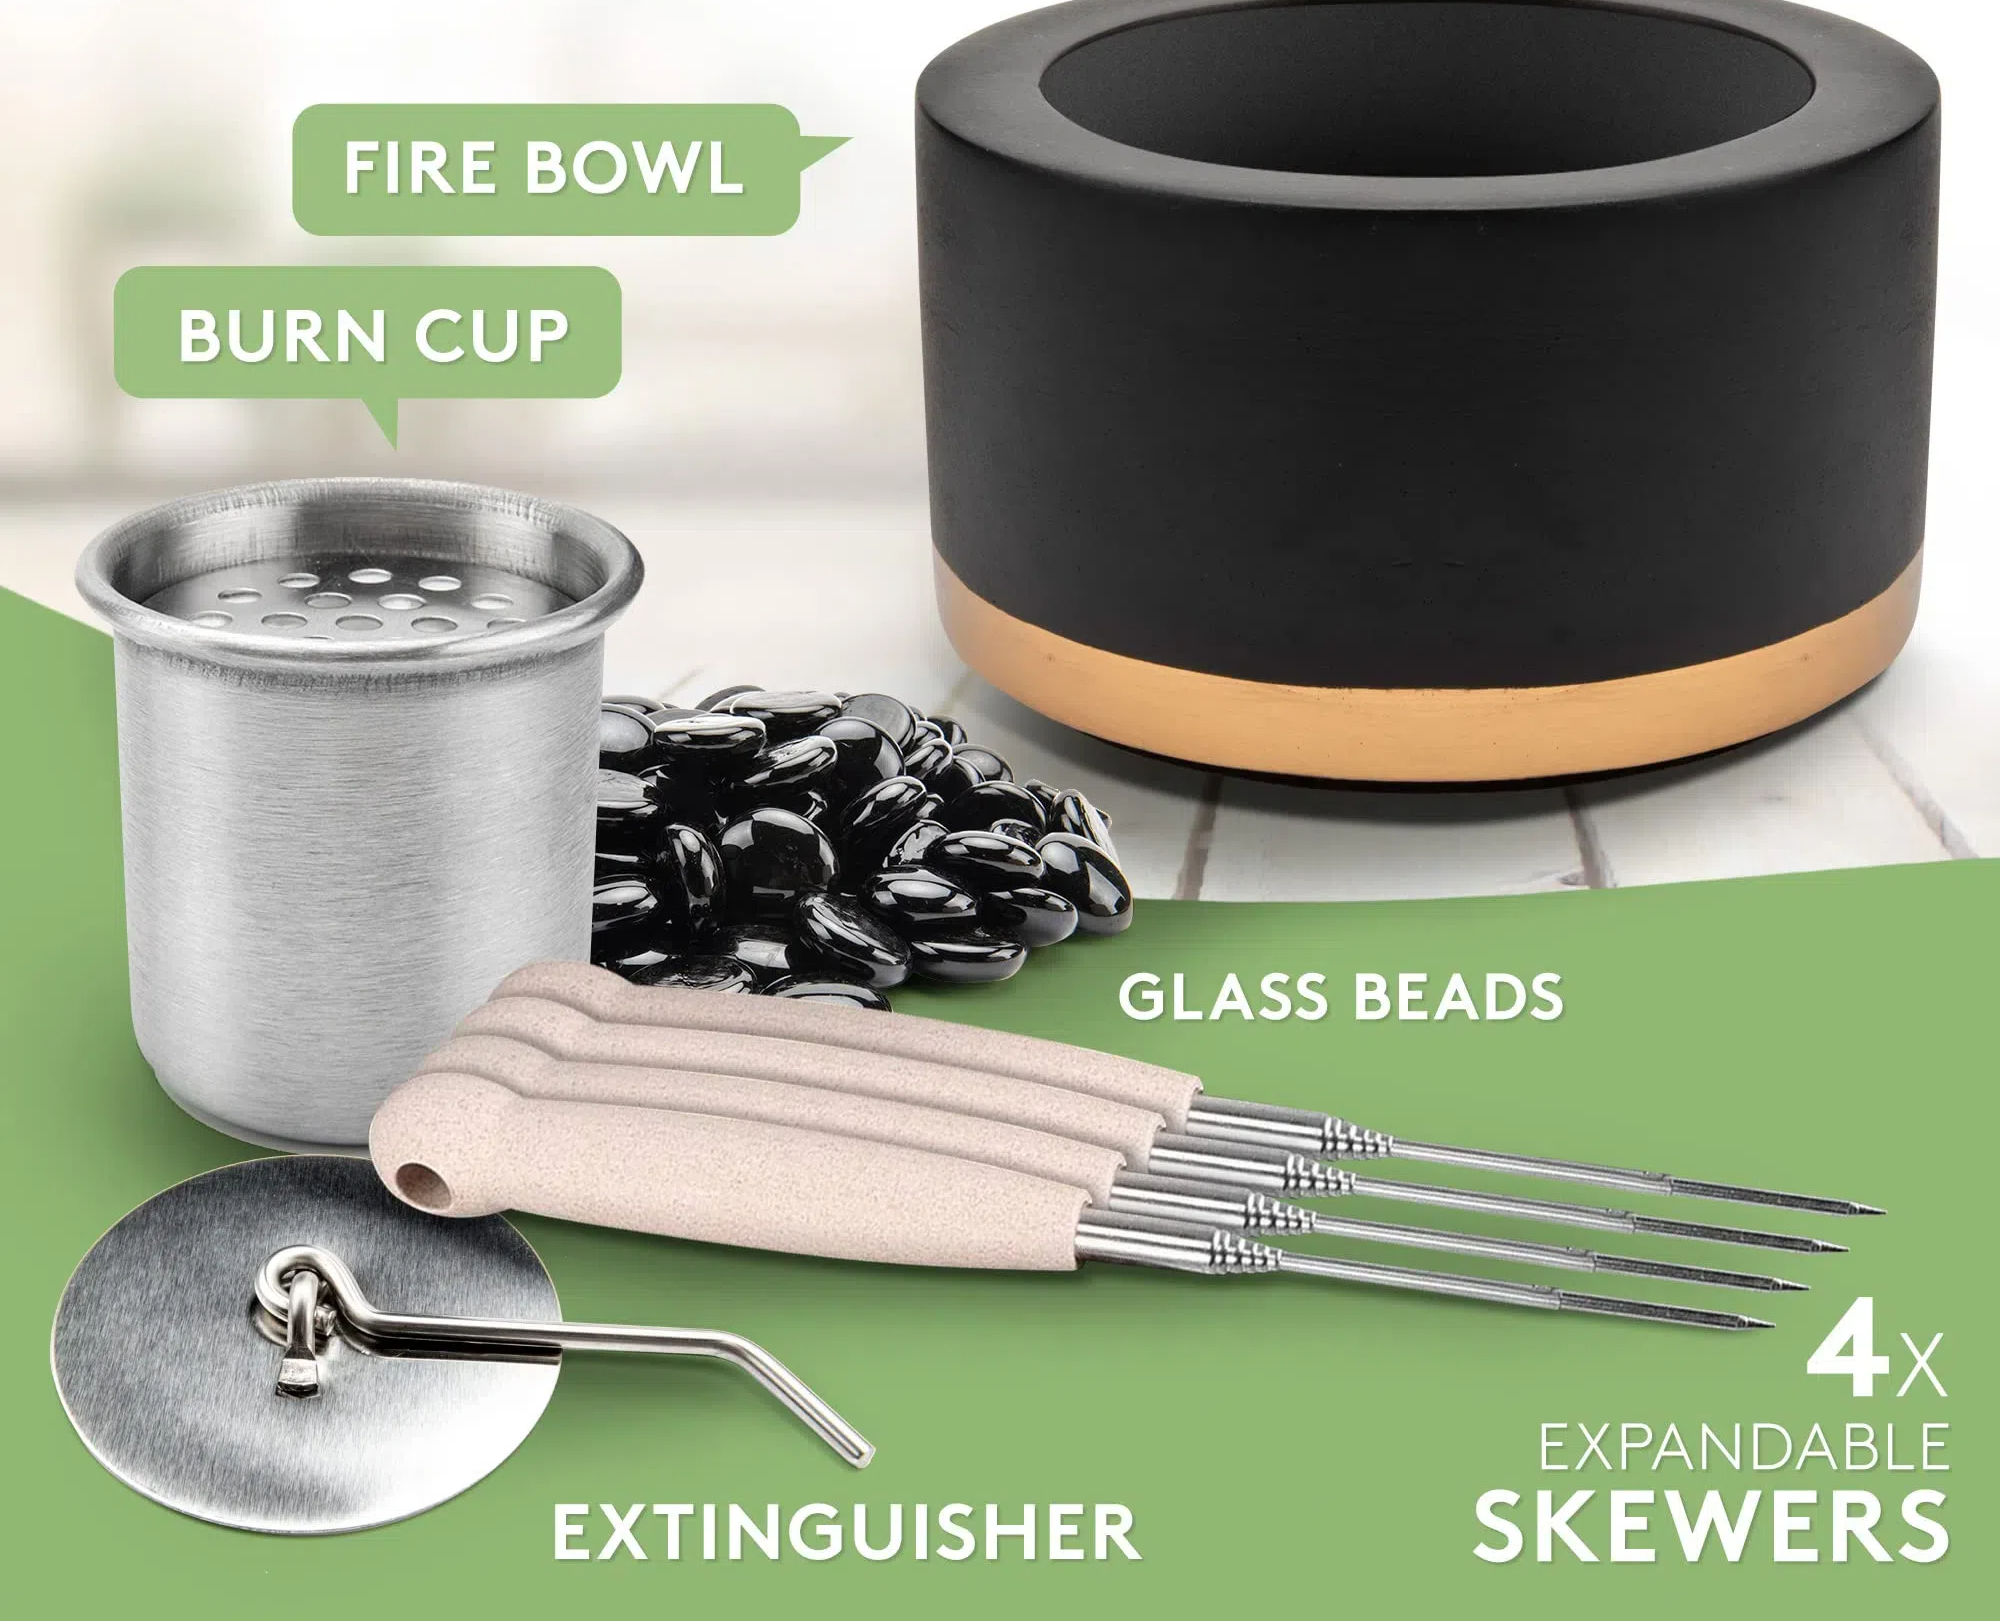 FIRE BOWL
BURN CUP
GLASS BEADS
4X
EXPANDABLE
SKEWERS
EXTINGUISHER